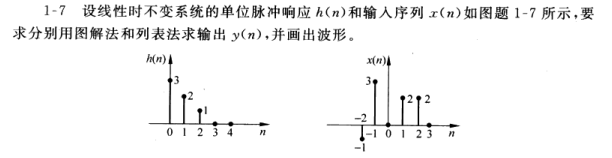 1-7 设线性时不变系统的单位脉冲响应 h(n)和输入序列 x(n)如图题 1-7 所示,要
求分别用图解法和列表法求输出 y(n),并画出波形。
h(n) 3 2 1 0 1 2 3 4 n
x(n) 3 2 2 -2 -1 0 1 2 3 n -1